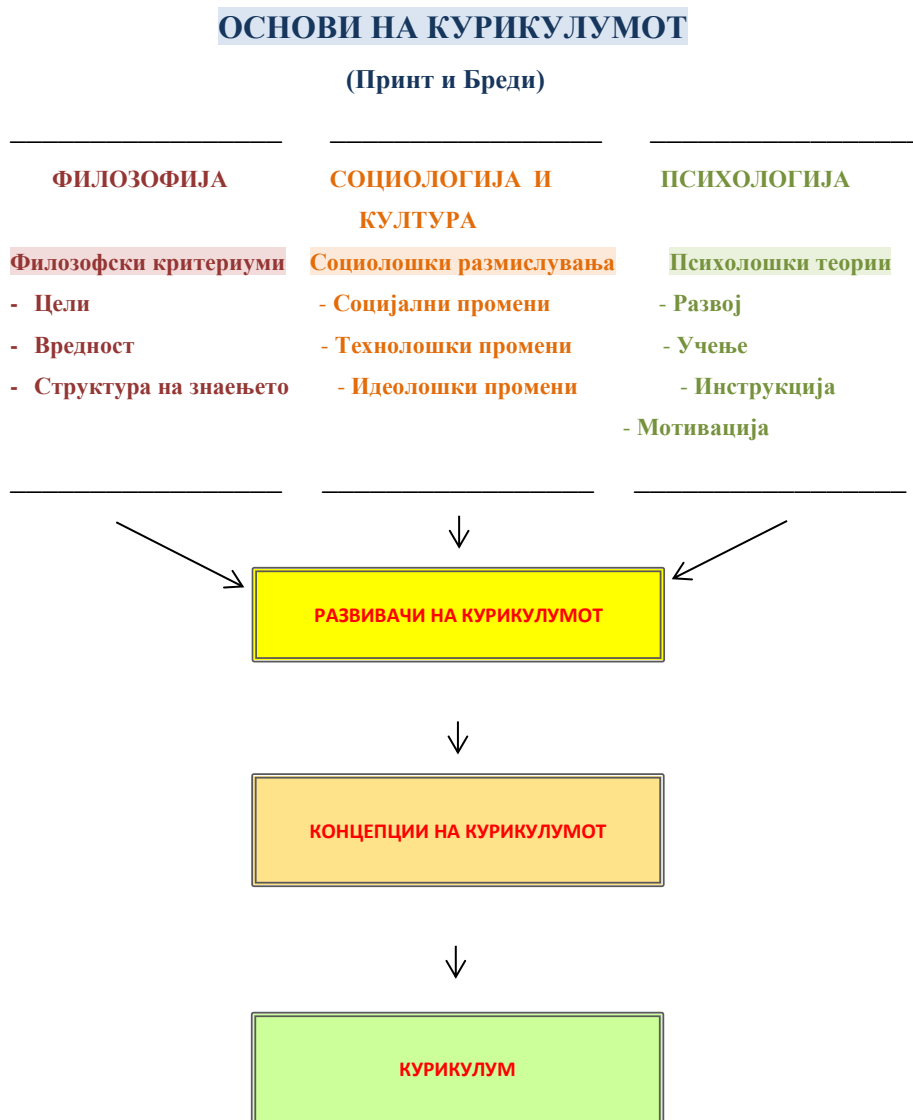 ОСНОВИ НА КУРИКУЛУМОТ
(Принт и Бреди)
ФИЛОЗОФИЈА
Филозофски критериуми
- Цели
- Вредност
- Структура на знаењето
СОЦИОЛОГИЈА И
КУЛТУРА
Социолошки размислувања
- Социјални промени
- Технолошки промени
- Идеолошки промени
ПСИХОЛОГИЈА
Психолошки теории
- Развој
- Учење
- Инструкција
- Мотивација
РАЗВИВАЧИ НА КУРИКУЛУМОТ
КОНЦЕПЦИИ НА КУРИКУЛУМОТ
КУРИКУЛУМ